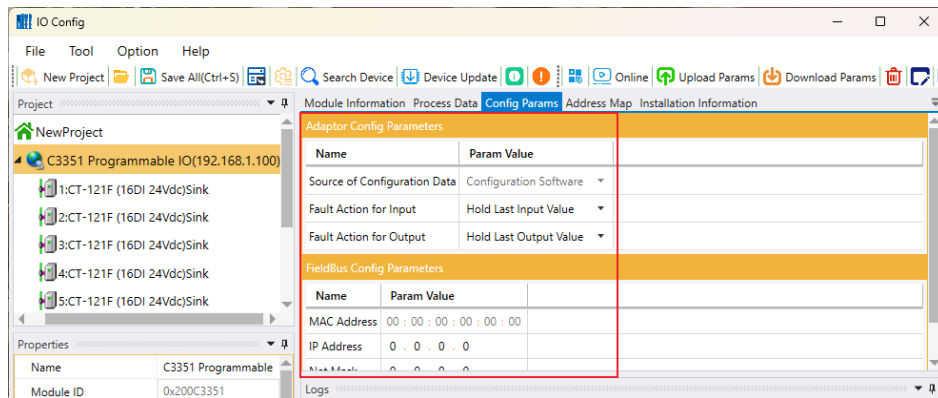 IO Config
File Tool Option Help
New Project Save All(Ctrl+S) Search Device Device Update Online Upload Params Download Params
Project
NewProject
C3351 Programmable IO(192.168.1.100)
1:CT-121F (16DI 24Vdc)Sink
2:CT-121F (16DI 24Vdc)Sink
3:CT-121F (16DI 24Vdc)Sink
4:CT-121F (16DI 24Vdc)Sink
5:CT-121F (16DI 24Vdc)Sink
Properties
Name C3351 Programmable
Module ID 0x200C3351
Module Information Process Data Config Params Address Map Installation Information
Adaptor Config Parameters
Name Param Value
Source of Configuration Data Configuration Software
Fault Action for Input Hold Last Input Value
Fault Action for Output Hold Last Output Value
FieldBus Config Parameters
Name Param Value
MAC Address 00 : 00 : 00 : 00 : 00 : 00
IP Address 0 . 0 . 0 . 0
Net Mask 0 . 0 . 0 . 0
Logs